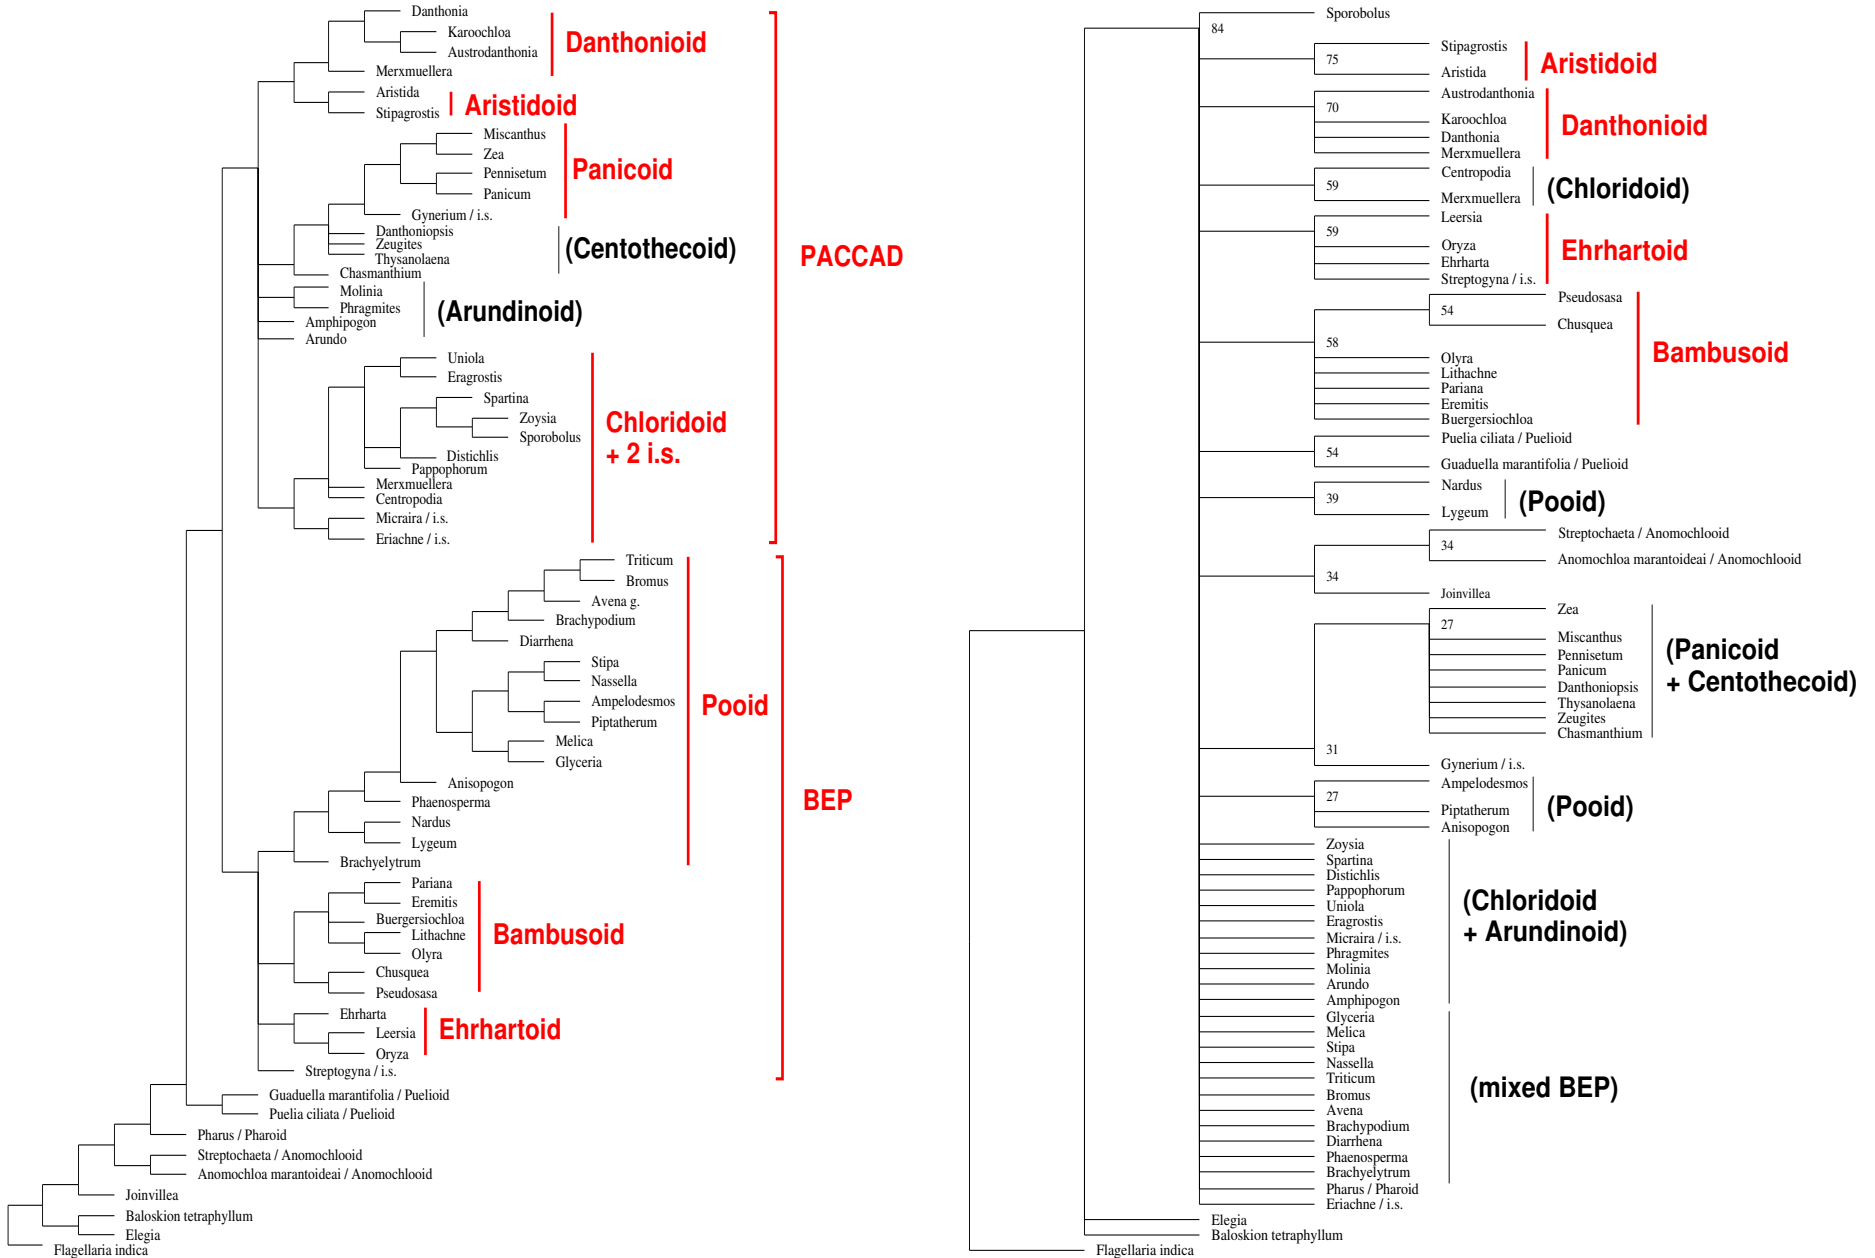 Danthonia
Karoochloa
Austrodanthonia
Merxmuellera
Danthonioid
Aristida
Stipagrostis
Aristidoid
Miscanthus
Zea
Pennisetum
Panicum
Gynerium / i.s.
Panicoid
Danthoniopsis
Zeugites
Thysanolaena
Chasmanthium
(Centothecoid)
Molinia
Phragmites
Amphipogon
Arundo
(Arundinoid)
Uniola
Eragrostis
Spartina
Zoysia
Sporobolus
Distichlis
Pappophorum
Merxmuellera
Centropodia
Micraira / i.s.
Eriachne / i.s.
Chloridoid
+ 2 i.s.
PACCAD
Triticum
Bromus
Avena g.
Brachypodium
Diarrhena
Stipa
Nassella
Ampelodesmos
Piptatherum
Melica
Glyceria
Anisopogon
Phaenosperma
Nardus
Lygeum
Brachyelytrum
Pooid
Pariana
Eremitis
Buergersiochloa
Lithachne
Olyra
Chusquea
Pseudosasa
Bambusoid
Ehrharta
Leersia
Oryza
Ehrhartoid
Streptogyna / i.s.
BEP
Guaduella marantifolia / Puelioid
Puelia ciliata / Puelioid
Pharus / Pharoid
Streptochaeta / Anomochlooid
Anomochloa marantoideai / Anomochlooid
Joinvillea
Baloskion tetraphyllum
Elegia
Flagellaria indica
Sporobolus
84
Stipagrostis
75
Aristida
Aristidoid
Austrodanthonia
70
Karoochloa
Danthonia
Merxmuellera
Danthonioid
Centropodia
59
Merxmuellera
(Chloridoid)
Leersia
59
Oryza
Ehrharta
Streptogyna / i.s.
Ehrhartoid
Pseudosasa
54
Chusquea
58
Olyra
Lithachne
Pariana
Eremitis
Buergersiochloa
Bambusoid
Puelia ciliata / Puelioid
54
Guaduella marantifolia / Puelioid
Nardus
39
Lygeum
(Pooid)
Streptochaeta / Anomochlooid
34
Anomochloa marantoideai / Anomochlooid
34
Joinvillea
Zea
27
Miscanthus
Pennisetum
Panicum
Danthoniopsis
Thysanolaena
Zeugites
Chasmanthium
(Panicoid
+ Centothecoid)
31
Gynerium / i.s.
Ampelodesmos
27
Piptatherum
Anisopogon
(Pooid)
Zoysia
Spartina
Distichlis
Pappophorum
Uniola
Eragrostis
Micraira / i.s.
Phragmites
Molinia
Arundo
Amphipogon
(Chloridoid
+ Arundinoid)
Glyceria
Melica
Stipa
Nassella
Triticum
Bromus
Avena
Brachypodium
Diarrhena
Phaenosperma
Brachyelytrum
(mixed BEP)
Pharus / Pharoid
Eriachne / i.s.
Elegia
Baloskion tetraphyllum
Flagellaria indica